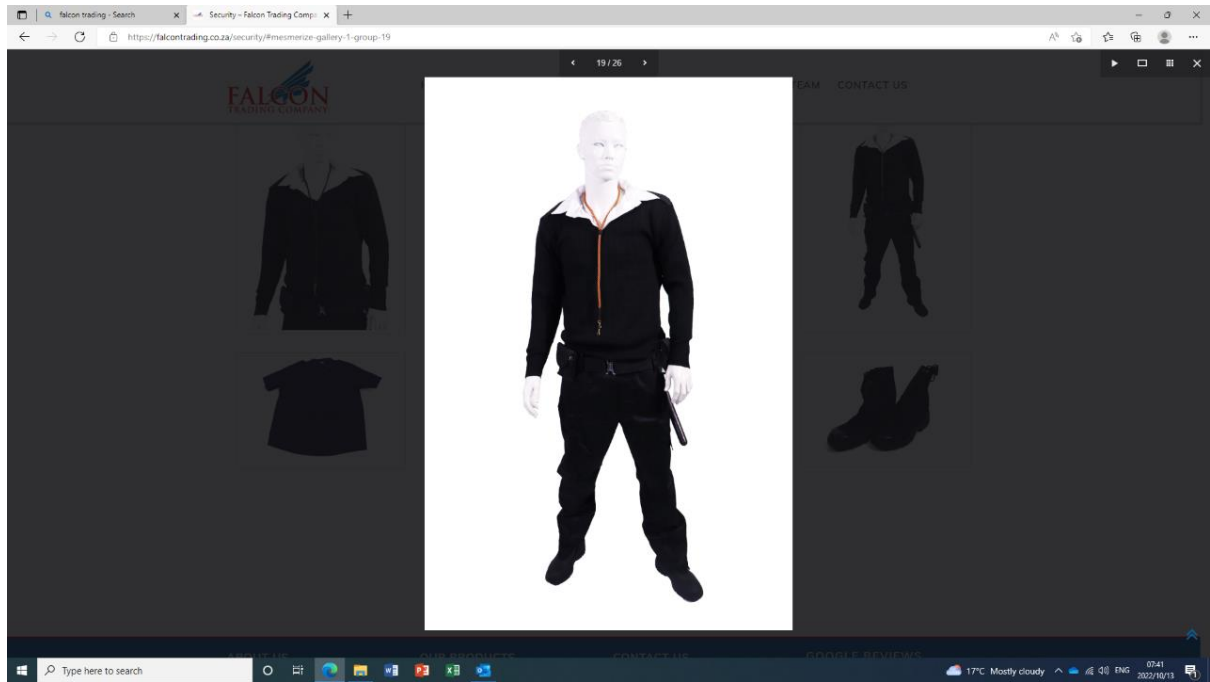 falcon trading - Search
Security – Falcon Trading Comp
https://falcontrading.co.za/security/#mesmerize-gallery-1-group-19
19 / 26
FALCON
TRADING COMPANY
TEAM CONTACT US
ABOUT US OUR PRODUCTS CONTACT US GOOGLE REVIEWS
Type here to search
17°C Mostly cloudy
ENG
07:41
2022/10/13